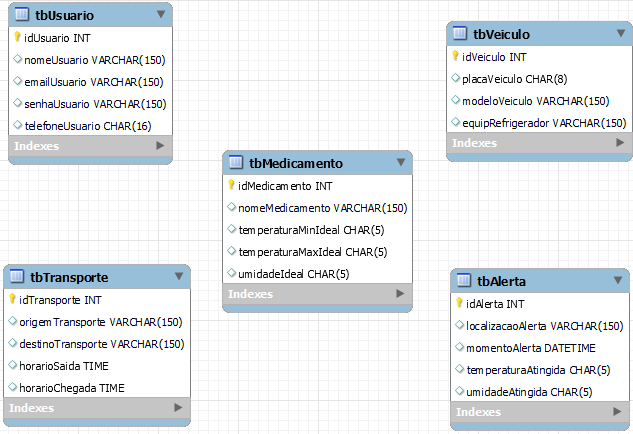 tbUsuario
idUsuario INT
nomeUsuario VARCHAR(150)
emailUsuario VARCHAR(150)
senhaUsuario VARCHAR(150)
telefoneUsuario CHAR(16)
Indexes
tbVeiculo
idVeiculo INT
placaVeiculo CHAR(8)
modeloVeiculo VARCHAR(150)
equipRefrigerador VARCHAR(150)
Indexes
tbMedicamento
idMedicamento INT
nomeMedicamento VARCHAR(150)
temperaturaMinIdeal CHAR(5)
temperaturaMaxIdeal CHAR(5)
umidadeIdeal CHAR(5)
Indexes
tbTransporte
idTransporte INT
origemTransporte VARCHAR(150)
destinoTransporte VARCHAR(150)
horarioSaida TIME
horarioChegada TIME
Indexes
tbAlerta
idAlerta INT
localizacaoAlerta VARCHAR(150)
momentoAlerta DATETIME
temperaturaAtingida CHAR(5)
umidadeAtingida CHAR(5)
Indexes